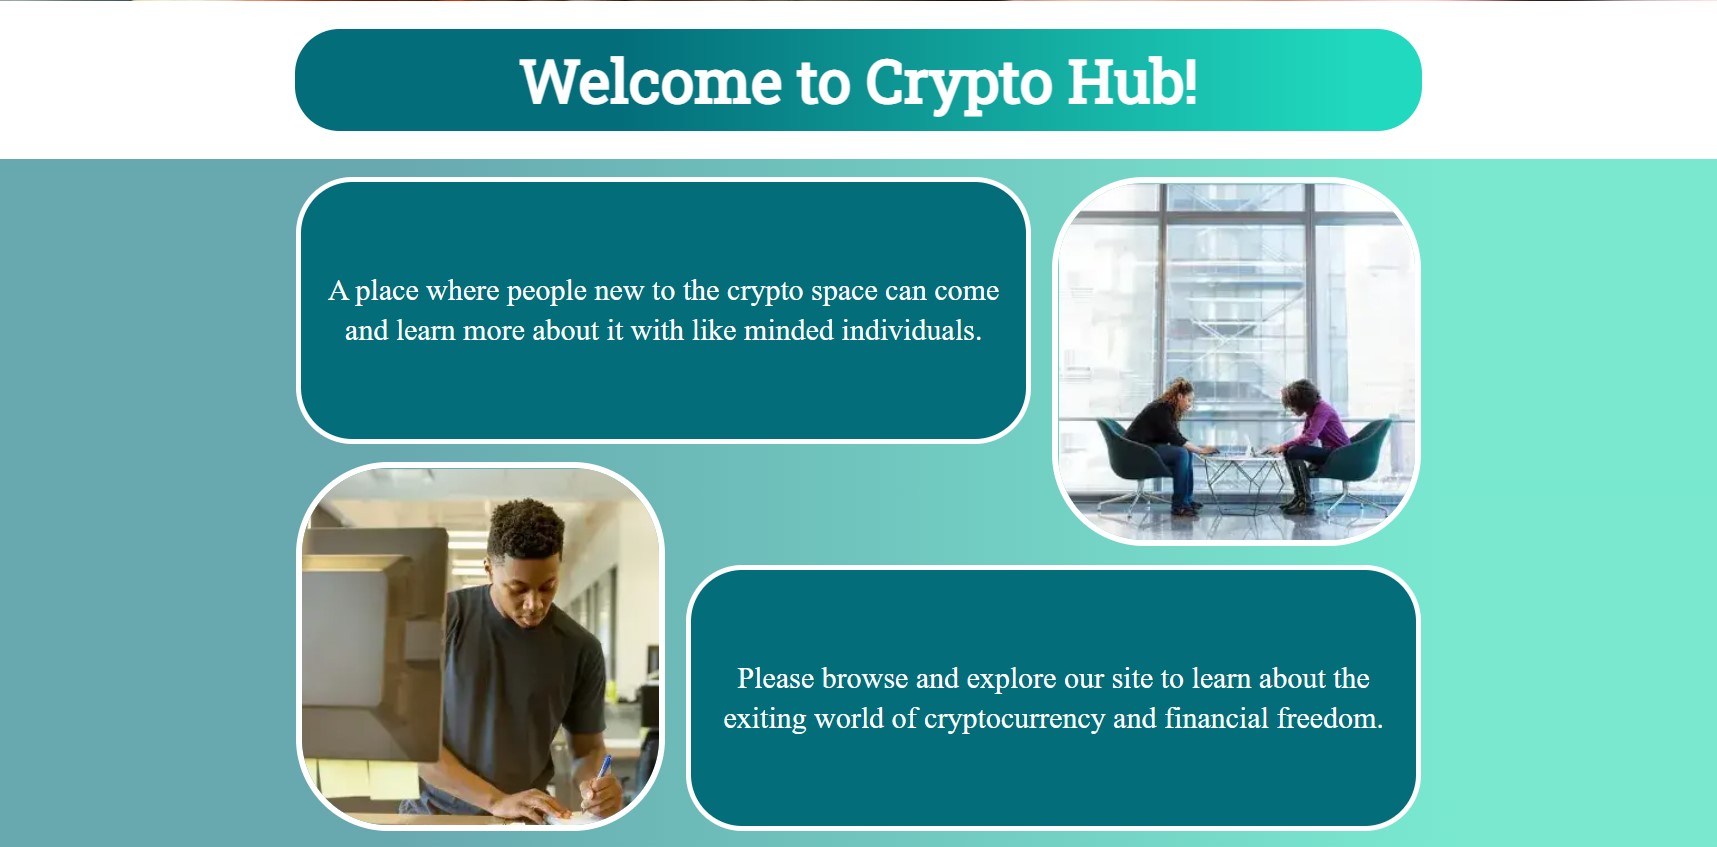 Welcome to Crypto Hub!
A place where people new to the crypto space can come
and learn more about it with like minded individuals.
Please browse and explore our site to learn about the
exiting world of cryptocurrency and financial freedom.